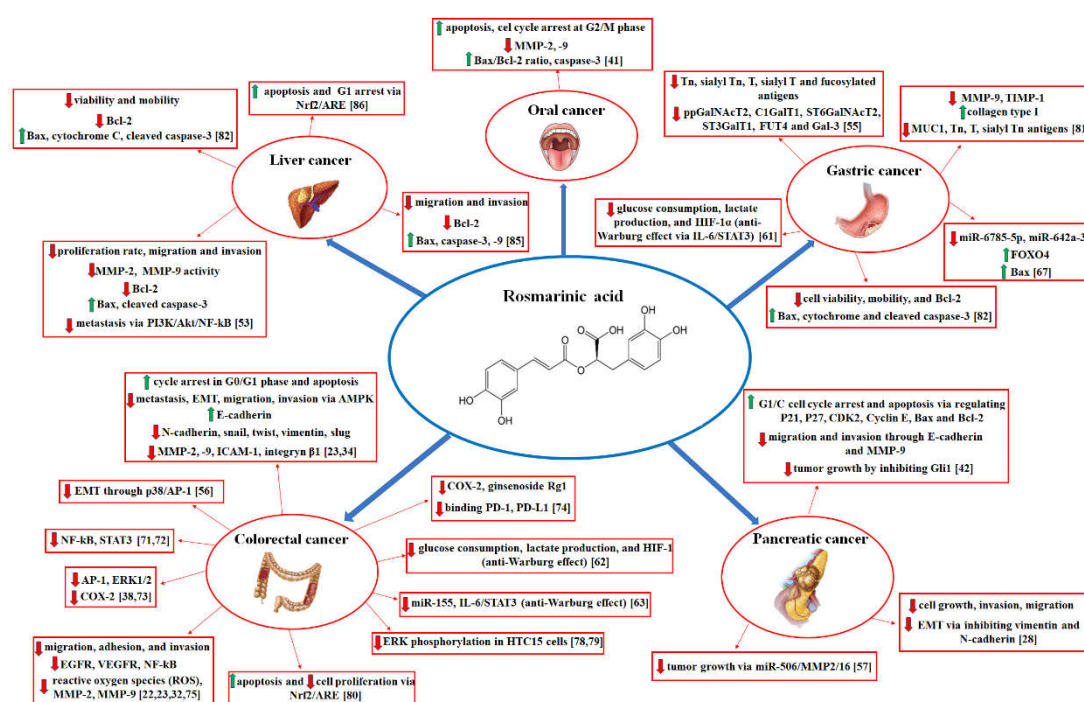 apoptosis, cel cycle arrest at G2/M phase
MMP-2, -9
Bax/Bcl-2 ratio, caspase-3 [41]
Oral cancer
apoptosis and G1 arrest via
Nrf2/ARE [86]
viability and mobility
Bcl-2
Bax, cytochrome C, cleaved caspase-3 [82]
Liver cancer
migration and invasion
Bcl-2
Bax, caspase-3, -9 [85]
proliferation rate, migration and invasion
MMP-2, MMP-9 activity
Bcl-2
Bax, cleaved caspase-3
metastasis via PI3K/Akt/NF-kB [53]
Tn, sialyl Tn, T, sialyl T and fucosylated
antigens
ppGalNAcT2, C1GalT1, ST6GalNAcT2,
ST3GalT1, FUT4 and Gal-3 [55]
MMP-9, TIMP-1
collagen type I
MUC1, Tn, T, sialyl Tn antigens [81
Gastric cancer
glucose consumption, lactate
production, and HIF-1α (anti-
Warburg effect via IL-6/STAT3) [61]
miR-6785-5p, miR-642a-3
FOXO4
Bax [67]
cell viability, mobility, and Bcl-2
Bax, cytochrome and cleaved caspase-3 [82]
Rosmarinic acid
O
OH
HO
OH
O
O
OH
HO
OH
cycle arrest in G0/G1 phase and apoptosis
metastasis, EMT, migration, invasion via AMPK
E-cadherin
N-cadherin, snail, twist, vimentin, slug
MMP-2, -9, ICAM-1, integryn β1 [23,34]
EMT through p38/AP-1 [56]
NF-kB, STAT3 [71,72]
AP-1, ERK1/2
COX-2 [38,73]
migration, adhesion, and invasion
EGFR, VEGFR, NF-kB
reactive oxygen species (ROS),
MMP-2, MMP-9 [22,23,32,75]
Colorectal cancer
COX-2, ginsenoside Rg1
binding PD-1, PD-L1 [74]
glucose consumption, lactate production, and HIF-1
(anti-Warburg effect) [62]
miR-155, IL-6/STAT3 (anti-Warburg effect) [63]
ERK phosphorylation in HTC15 cells [78,79]
apoptosis and cell proliferation via
Nrf2/ARE [80]
G1/C cell cycle arrest and apoptosis via regulating
P21, P27, CDK2, Cyclin E, Bax and Bcl-2
migration and invasion through E-cadherin
and MMP-9
tumor growth by inhibiting Gli1 [42]
Pancreatic cancer
cell growth, invasion, migration
EMT via inhibiting vimentin and
N-cadherin [28]
tumor growth via miR-506/MMP2/16 [57]